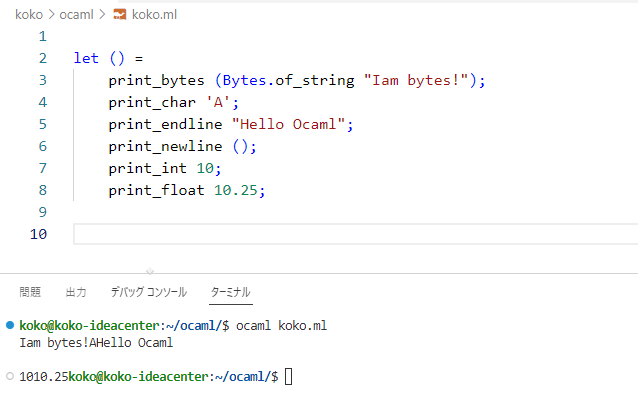 koko > ocaml > koko.ml
1
2 let () =
3 print_bytes (Bytes.of_string "Iam bytes!");
4 print_char 'A';
5 print_endline "Hello Ocaml";
6 print_newline ();
7 print_int 10;
8 print_float 10.25;
9
10
問題 出力 デバッグ コンソール ターミナル
koko@koko-ideacenter:~/ocaml/$ ocaml koko.ml
Iam bytes!AHello Ocaml
1010.25koko@koko-ideacenter:~/ocaml/$